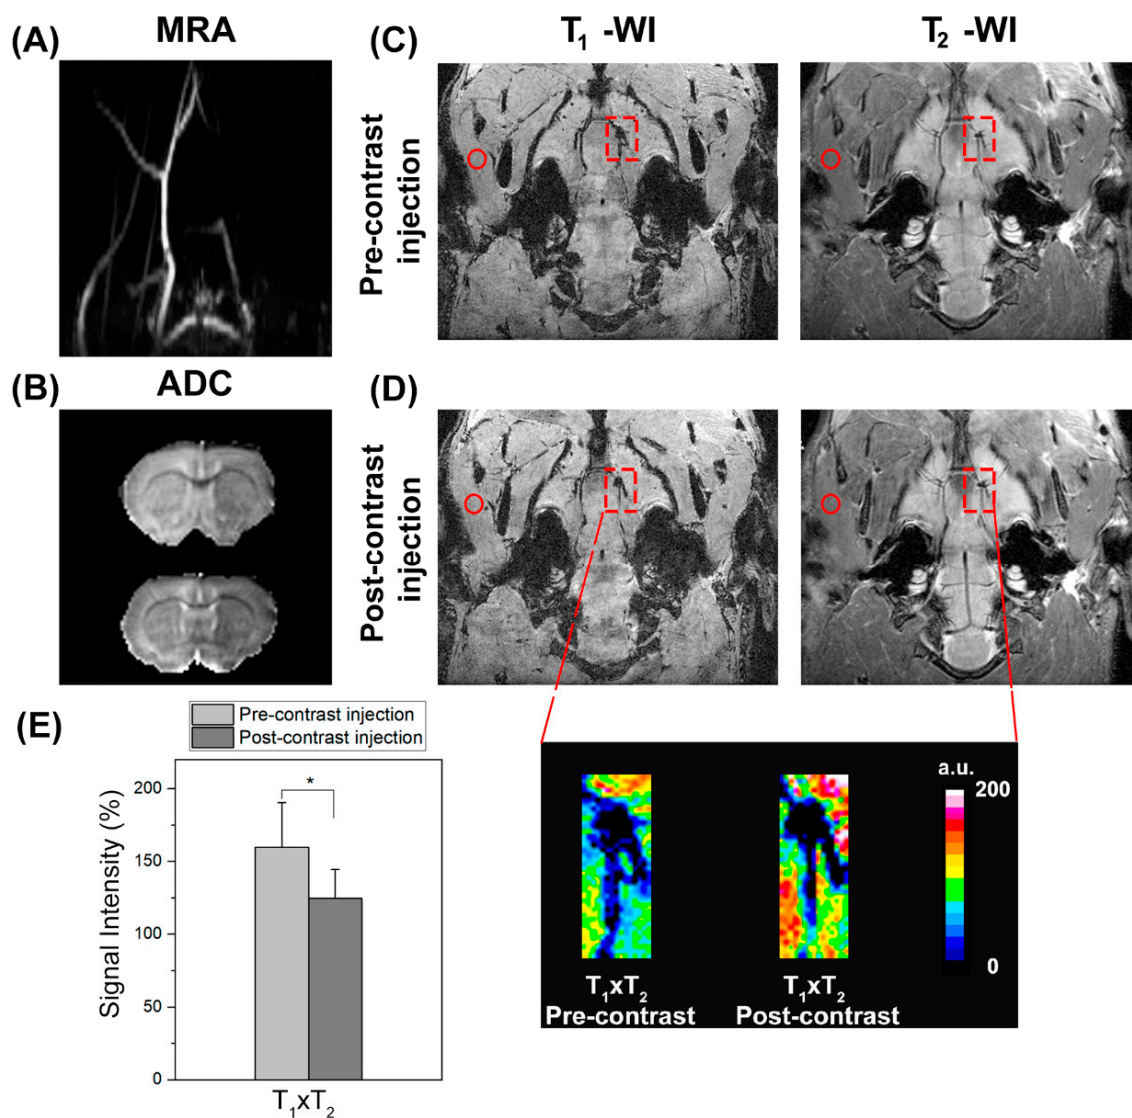 (A)
MRA
(B)
ADC
(C)
T₁ -WI
T₂ -WI
Pre-contrast
injection
(D)
Post-contrast
injection
(E)
Pre-contrast injection
Post-contrast injection
Signal Intensity (%)
200
150
100
50
0
*
T₁xT₂
a.u.
200
0
T₁xT₂
Pre-contrast
T₁xT₂
Post-contrast